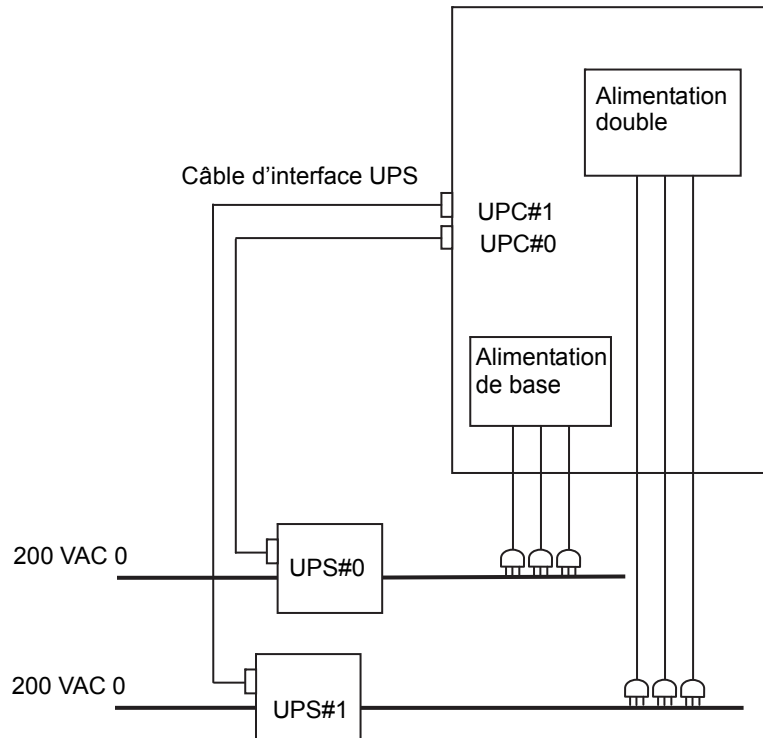 Alimentation
double
Câble d'interface UPS
UPC#1
UPC#0
Alimentation
de base
200 VAC 0
UPS#0
200 VAC 0
UPS#1